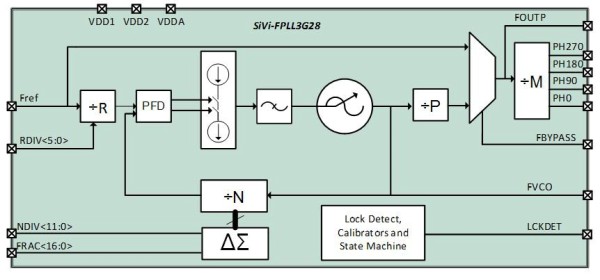 VDD1 VDD2 VDDA
SiVi-FPLL3G28
FOUTP
PH270
PH180
PH90
PH0
Fref
÷R
PFD
÷P
÷M
RDIV<5:0>
FBYPASS
÷N
FVCO
NDIV<11:0>
FRAC<16:0>
ΔΣ
Lock Detect,
Calibrators and
State Machine
LCKDET